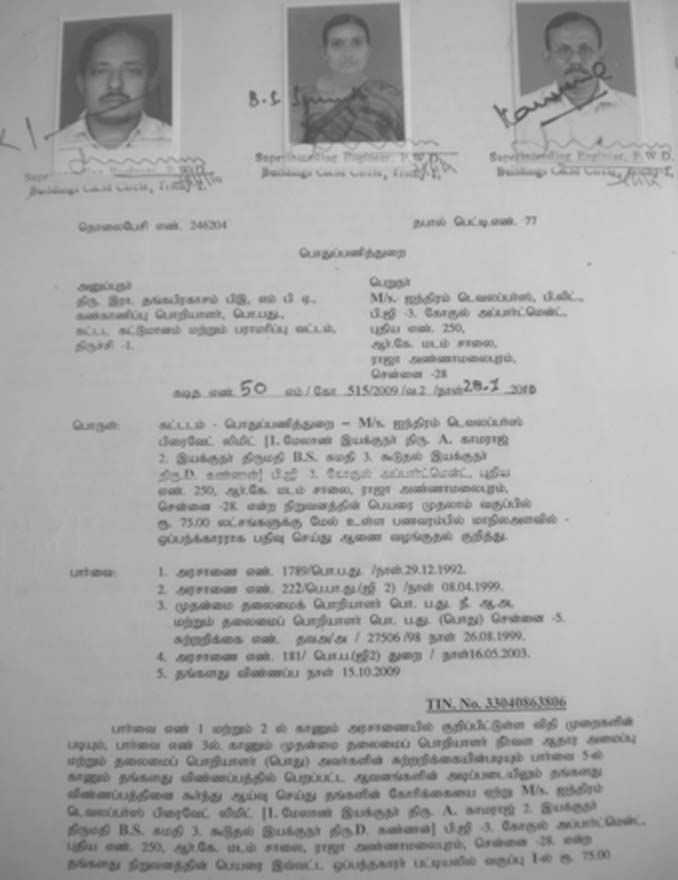 B.S.
Superintending Engineer, P.W.D., Superintending Engineer, P.W.D.
Buildings C&M Circle, Trichy-1, Buildings C&M Circle, Trichy-1,
தொலைபேசி எண். 246204 தபால் பெட்டி.எண். 77
பொதுப்பணித்துறை
அனுப்புநர்
திரு. இரா. தங்கபிரகாசம் பிஇ, எம் பி ஏ.,
கண்காணிப்பு பொறியாளர், பொ.பது.,
கட்டட கட்டுமானம் மற்றும் பராமரிப்பு வட்டம்,
திருச்சி -1.
பெறுநர்
M/s. ஐந்திரம் டெவலப்பர்ஸ், பி.லிட்.,
பி.ஜி -3. கோகுல் அப்பார்ட்மென்ட்,
புதிய எண். 250,
ஆர்.கே. மடம் சாலை,
ராஜா அண்ணாமலைபுரம்,
சென்னை -28
கடித எண். 50 எம் / கோ .515/2009 /வ.2 /நாள் 28.7 .2010
பொருள்: கட்டடம் - பொதுப்பணித்துறை – M/s. ஐந்திரம் டெவலப்பர்ஸ்
பிரைவேட் லிமிட் [1. மேலாண் இயக்குநர் திரு. A. காமராஜ்
2. இயக்குநர் திருமதி B.S. சுமதி 3. கூடுதல் இயக்குநர்
திரு.D. கண்ணன்] பி.ஜி -3. கோகுல் அப்பார்ட்மென்ட், புதிய
எண். 250, ஆர்.கே. மடம் சாலை, ராஜா அண்ணாமலைபுரம்,
சென்னை -28. என்ற நிறுவனத்தின் பெயரை முதலாம் வகுப்பில்
ரூ. 75.00 லட்சங்களுக்கு மேல் உள்ள பணவரம்பில் மாநிலஅளவில் -
ஒப்பந்க்காரராக பதிவு செய்து ஆணை வழங்குதல் குறித்து.
பார்வை: 1. அரசாணை எண். 1789/பொ.ப.து. /நாள்.29.12.1992.
2. அரசாணை எண். 222/பெ.பா.து.(ஜி 2) /நாள் 08.04.1999.
3. முதன்மை தலைமைக் பொறியாளர் பொ. ப.து. நீ. ஆ.அ.
மற்றும் தலைமைப் பொறியாளர் பொ. ப.து. (பொது) சென்னை -5.
சுற்றறிக்கை எண். தவஅ/அ / 27506 /98 நாள் 26.08.1999.
4. அரசாணை எண். 181/ பொ.ப.(ஜி2) துறை / நாள்16.05.2003.
5. தங்களது விண்ணப்ப நாள் 15.10.2009
TIN. No. 33040863806
பார்வை எண் 1 மற்றும் 2 ல் காணும் அரசாணையில் குறிப்பிட்டுள்ள விதி முறைகளின்
படியும், பார்வை எண் 3ல். காணும் முதன்மை தலைமைப் பொறியாளர் நீர்வள ஆதார அமைப்பு
மற்றும் தலைமைப் பொறியாளர் (பொது) அவர்களின் சுற்றறிக்கையின்படியும் பார்வை 5-ல்
காணும் தங்களது விண்ணப்பத்தில் பெறப்பட்ட ஆவணங்களின் அடிப்படையிலும் தங்களது
விண்ணப்பத்தினை கூர்ந்து ஆய்வு செய்து தங்களின் கோரிக்கையை ஏற்று M/s. ஐந்திரம்
டெவலப்பர்ஸ் பிரைவேட் லிமிட் [1. மேலாண் இயக்குநர் திரு. A. காமராஜ் 2. இயக்குநர்
திருமதி B.S. சுமதி 3. கூடுதல் இயக்குநர் திரு.D. கண்ணன்] பி.ஜி -3. கோகுல் அப்பார்ட்மென்ட்,
புதிய எண். 250, ஆர்.கே. மடம் சாலை, ராஜா அண்ணாமலைபுரம், சென்னை -28. என்ற
தங்களது நிறுவனத்தின் பெயரை இவ்வட்ட ஒப்பந்தகாரர் பட்டியலில் வகுப்பு 1-ல் ரூ. 75.00